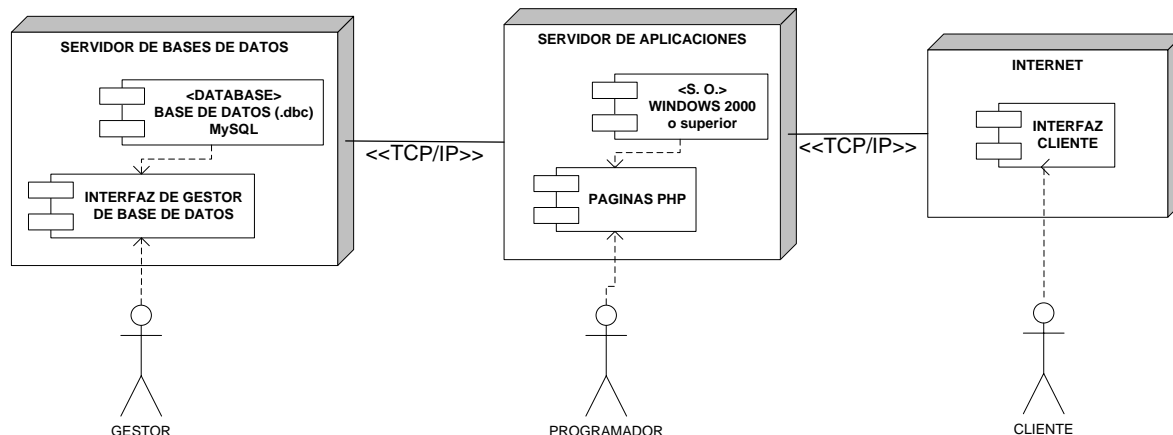 SERVIDOR DE BASES DE DATOS
<DATABASE>
BASE DE DATOS (.dbc)
MySQL
INTERFAZ DE GESTOR
DE BASE DE DATOS
<<TCP/IP>>
SERVIDOR DE APLICACIONES
<S. O.>
WINDOWS 2000
o superior
PAGINAS PHP
<<TCP/IP>>
INTERNET
INTERFAZ
CLIENTE
GESTOR
PROGRAMADOR
CLIENTE